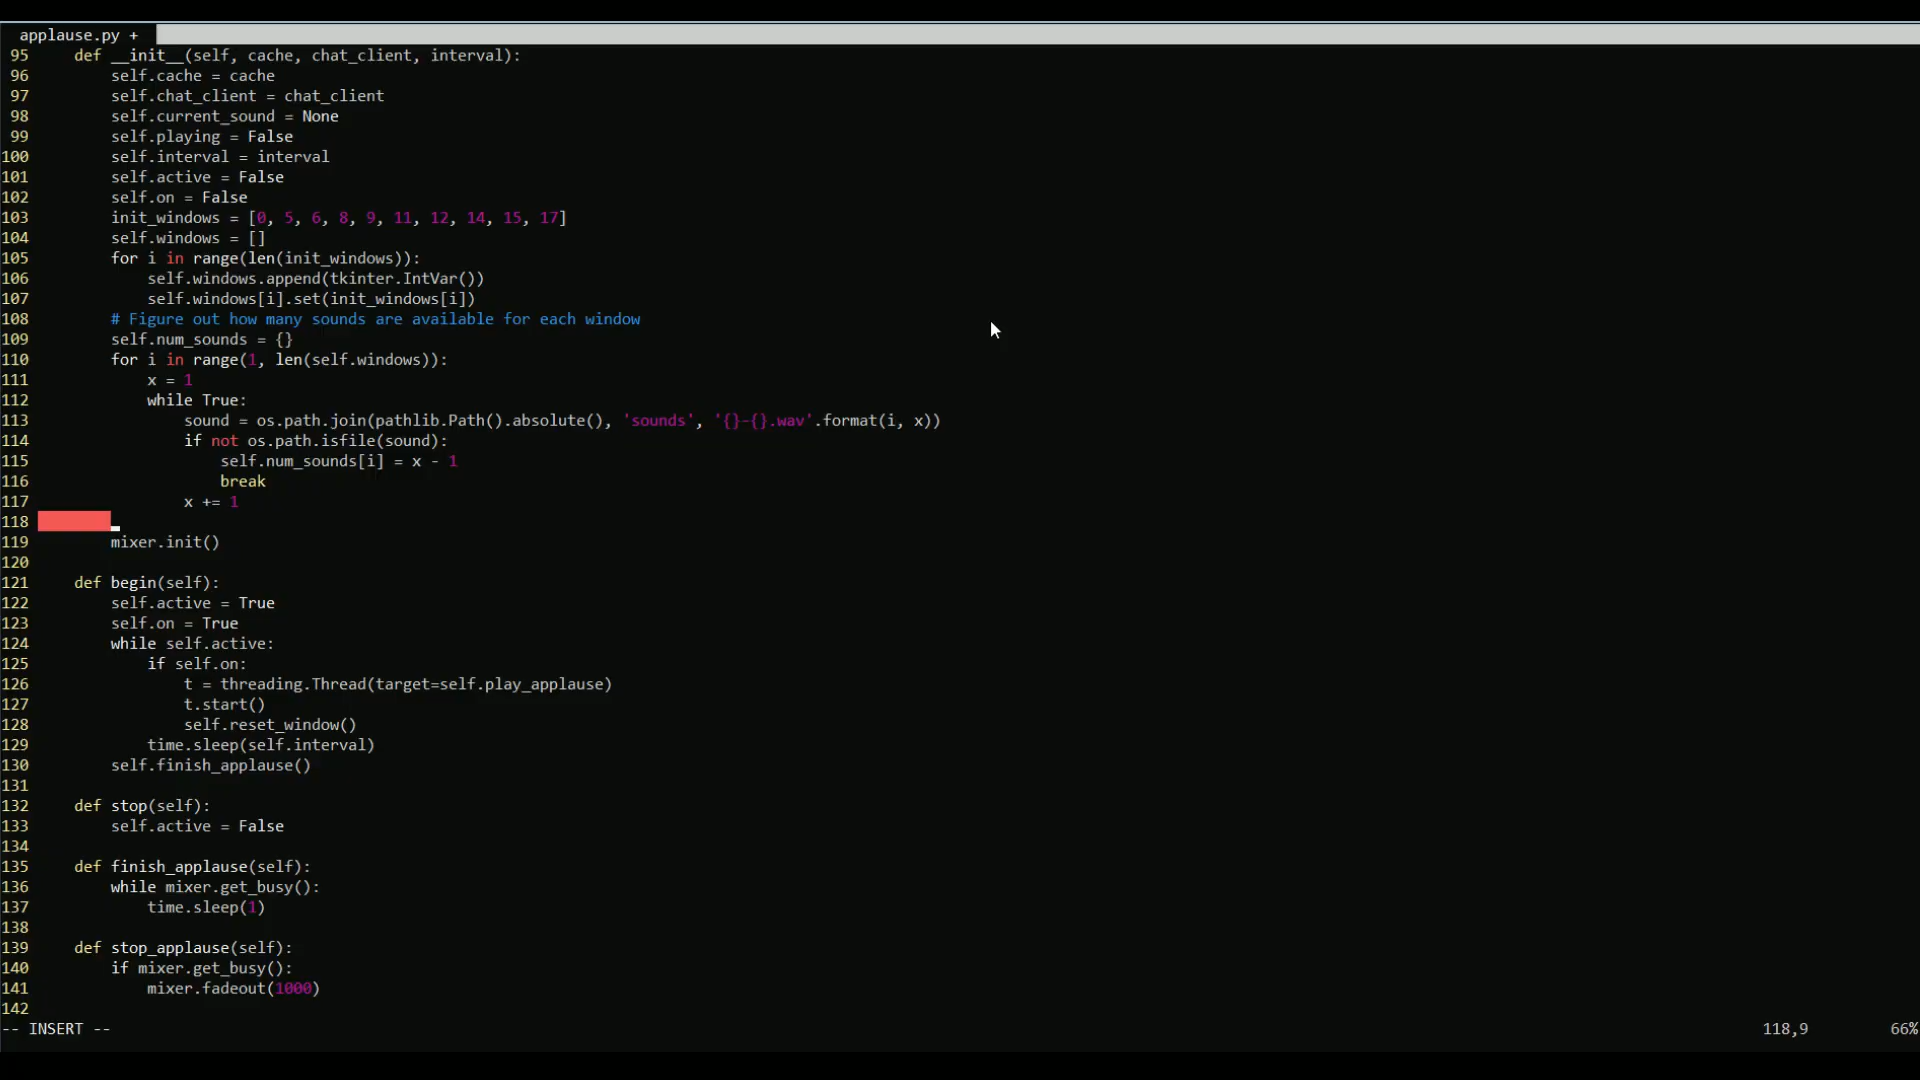 applause.py +
95     def __init__(self, cache, chat_client, interval):
96         self.cache = cache
97         self.chat_client = chat_client
98         self.current_sound = None
99         self.playing = False
100         self.interval = interval
101         self.active = False
102         self.on = False
103         init_windows = [0, 5, 6, 8, 9, 11, 12, 14, 15, 17]
104         self.windows = []
105         for i in range(len(init_windows)):
106             self.windows.append(tkinter.IntVar())
107             self.windows[i].set(init_windows[i])
108         # Figure out how many sounds are available for each window
109         self.num_sounds = {}
110         for i in range(1, len(self.windows)):
111             x = 1
112             while True:
113                 sound = os.path.join(pathlib.Path().absolute(), 'sounds', '{}-{}.wav'.format(i, x))
114                 if not os.path.isfile(sound):
115                     self.num_sounds[i] = x - 1
116                     break
117                 x += 1
118
119         mixer.init()
120
121     def begin(self):
122         self.active = True
123         self.on = True
124         while self.active:
125             if self.on:
126                 t = threading.Thread(target=self.play_applause)
127                 t.start()
128                 self.reset_window()
129             time.sleep(self.interval)
130         self.finish_applause()
131
132     def stop(self):
133         self.active = False
134
135     def finish_applause(self):
136         while mixer.get_busy():
137             time.sleep(1)
138
139     def stop_applause(self):
140         if mixer.get_busy():
141             mixer.fadeout(1000)
142
-- INSERT -- 118,9 66%